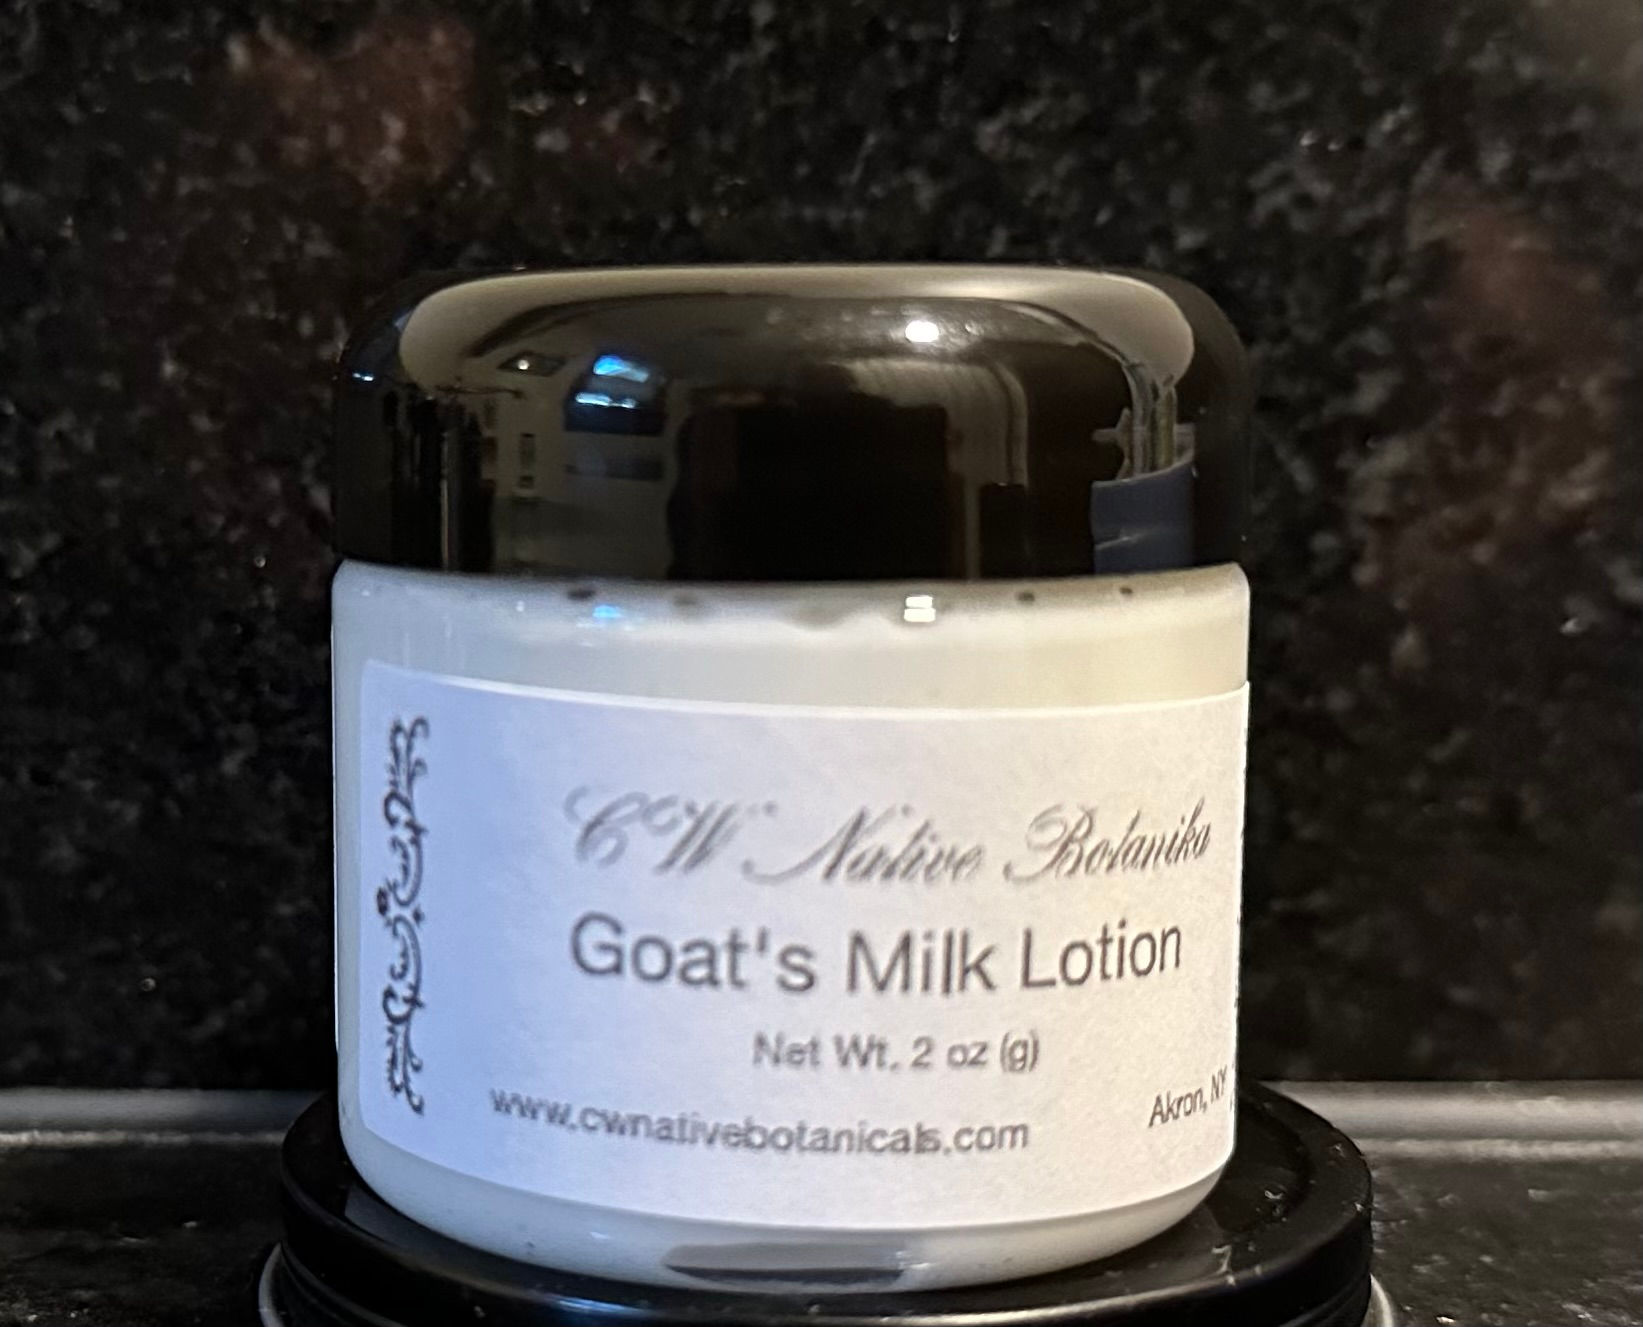 CW Native Botanika
Goat's Milk Lotion
Net Wt. 2 oz (g)
www.cwnativebotanicals.com
Akron, NY